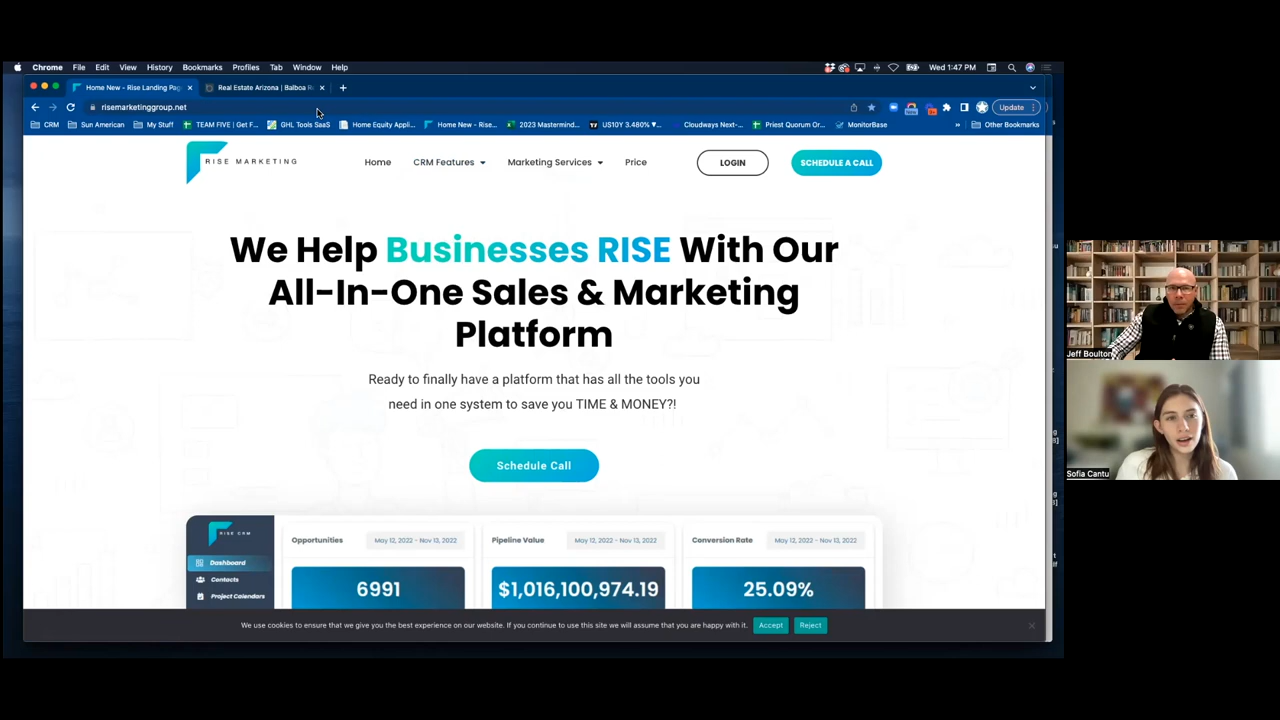 Chrome File Edit View History Bookmarks Profiles Tab Window Help
Wed 1:47 PM
Home New - Rise Landing Pag
Real Estate Arizona | Balboa R
risemarketinggroup.net
Update
CRM
Sun American
My Stuff
TEAM FIVE | Get F...
GHL Tools SaaS
Home Equity Appli...
Home New - Rise...
2023 Mastermind...
US10Y 3.480% ▼...
Cloudways Next-...
Priest Quorum Or...
MonitorBase
»
Other Bookmarks
RISE MARKETING
Home
CRM Features
Marketing Services
Price
LOGIN
SCHEDULE A CALL
We Help Businesses RISE With Our
All-In-One Sales & Marketing
Platform
Ready to finally have a platform that has all the tools you
need in one system to save you TIME & MONEY?!
Schedule Call
RISE CRM
Dashboard
Contacts
Project Calendars
Opportunities
May 12, 2022 - Nov 13, 2022
6991
Pipeline Value
May 12, 2022 - Nov 13, 2022
$1,016,100,974.19
Conversion Rate
May 12, 2022 - Nov 13, 2022
25.09%
We use cookies to ensure that we give you the best experience on our website. If you continue to use this site we will assume that you are happy with it.
Accept
Reject
Jeff Boulton
Sofia Cantu